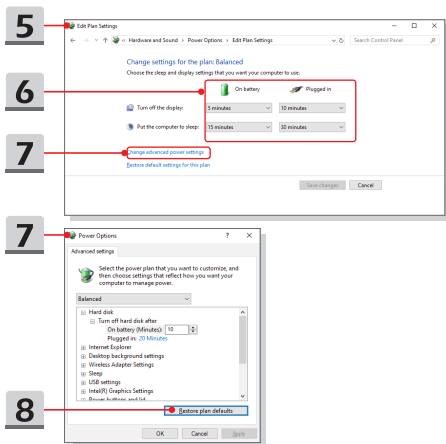 5
Edit Plan Settings
« Hardware and Sound › Power Options › Edit Plan Settings
Search Control Panel
Change settings for the plan: Balanced
Choose the sleep and display settings that you want your computer to use.
6
On battery
Plugged in
Turn off the display:
5 minutes
10 minutes
Put the computer to sleep:
15 minutes
30 minutes
7
Change advanced power settings
Restore default settings for this plan
Save changes
Cancel
7
Power Options
?
Advanced settings
Select the power plan that you want to customize, and
then choose settings that reflect how you want your
computer to manage power.
Balanced
Hard disk
Turn off hard disk after
On battery (Minutes): 10
Plugged in: 20 Minutes
Internet Explorer
Desktop background settings
Wireless Adapter Settings
Sleep
USB settings
Intel(R) Graphics Settings
Power buttons and lid
8
Restore plan defaults
OK
Cancel
Apply